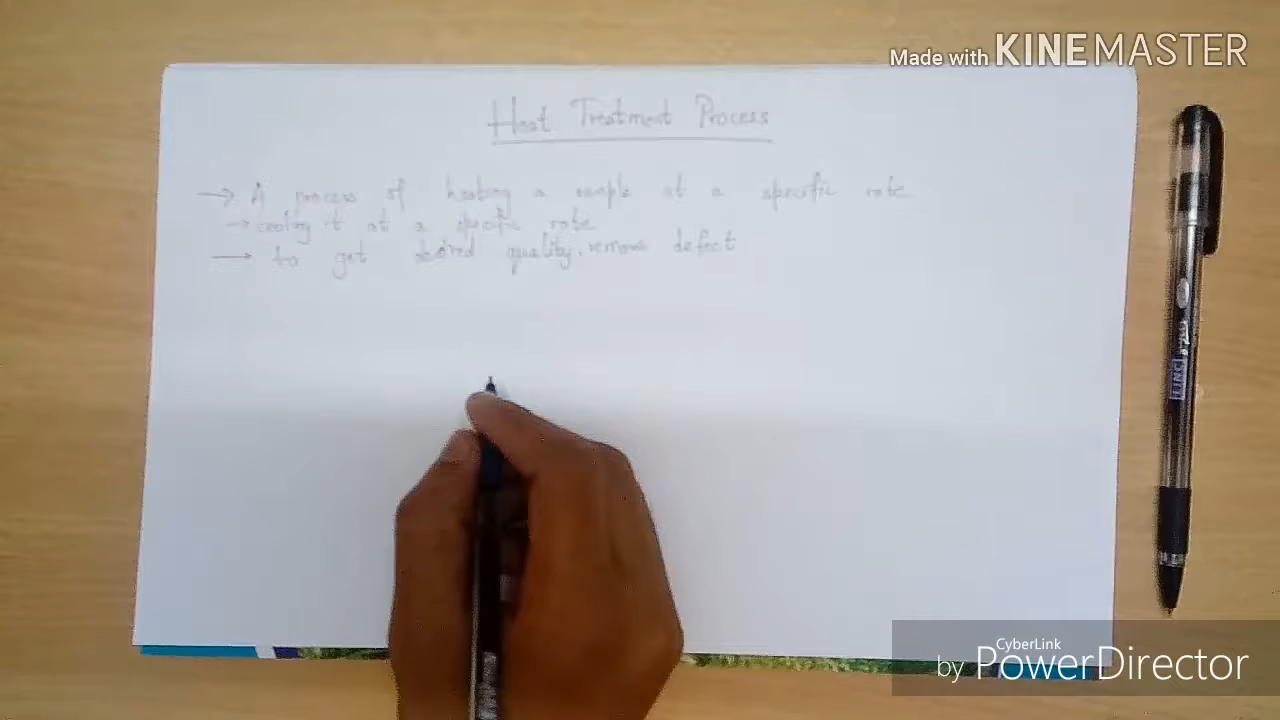 Made with KINEMASTER
Heat Treatment Process
→ A process of heating a sample at a specific rate
→ cooling it at a specific rate
→ to get desired quality, remove defect
LINC
CyberLink
by PowerDirector